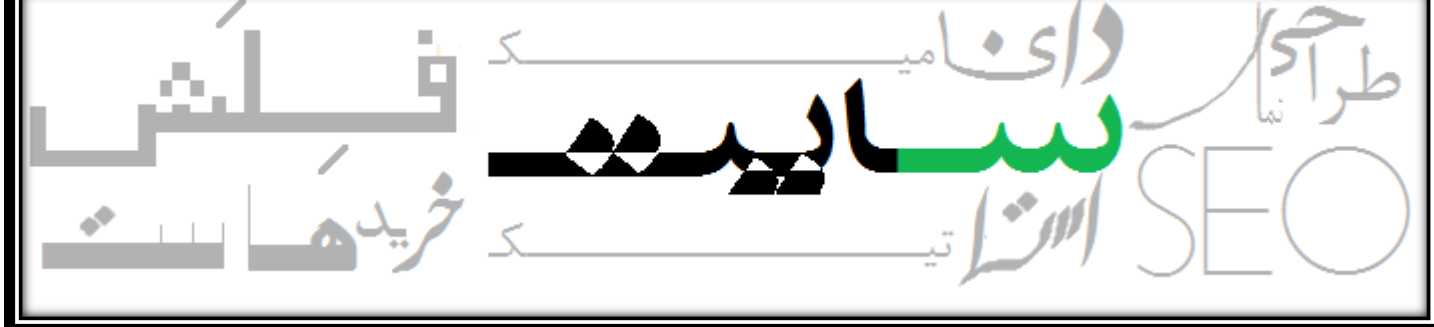 طراحی نما
داینامیک
فلش
سایت
SEO
استاتیک
خرید هاست